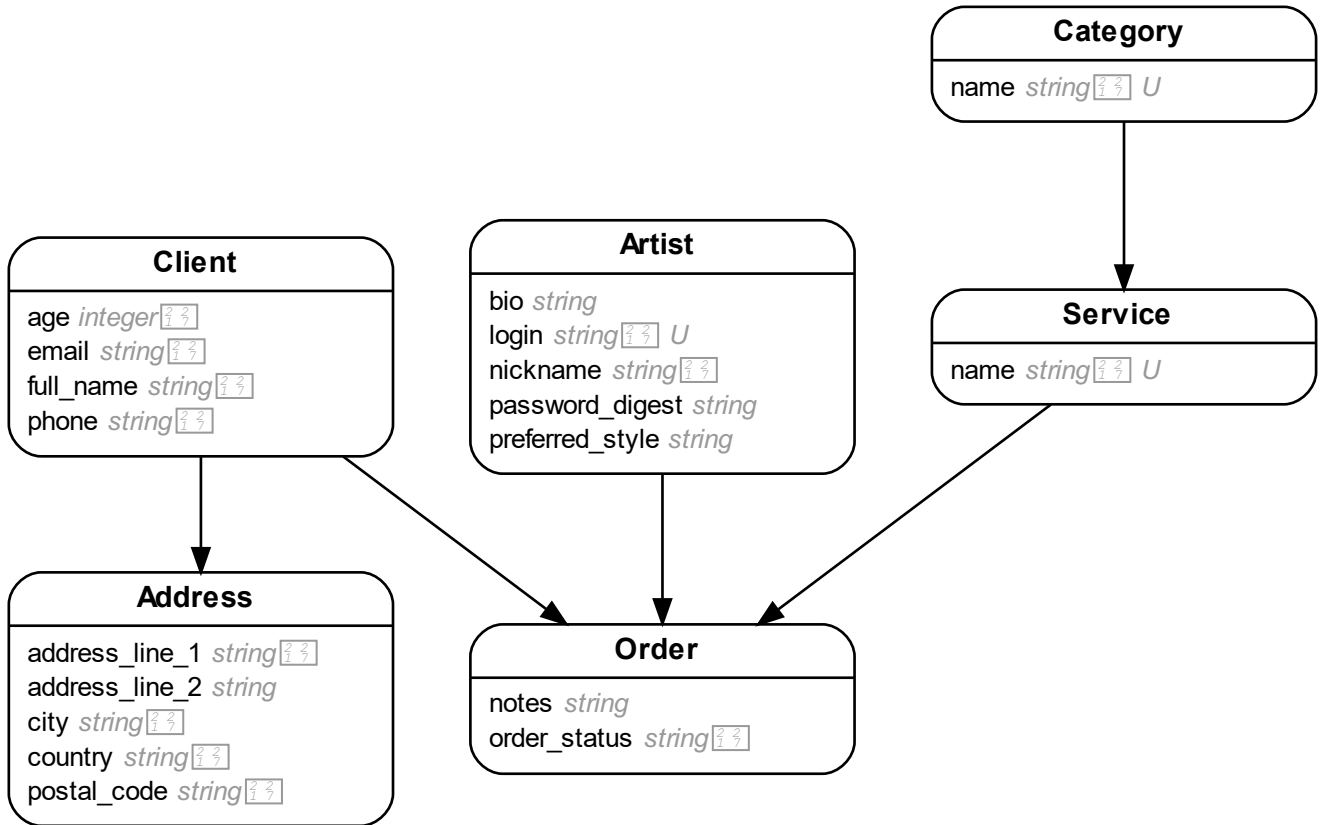 Category
name string∗ U
Client
age integer∗
email string∗
full_name string∗
phone string∗
Artist
bio string
login string∗ U
nickname string∗
password_digest string
preferred_style string
Service
name string∗ U
Address
address_line_1 string∗
address_line_2 string
city string∗
country string∗
postal_code string∗
Order
notes string
order_status string∗